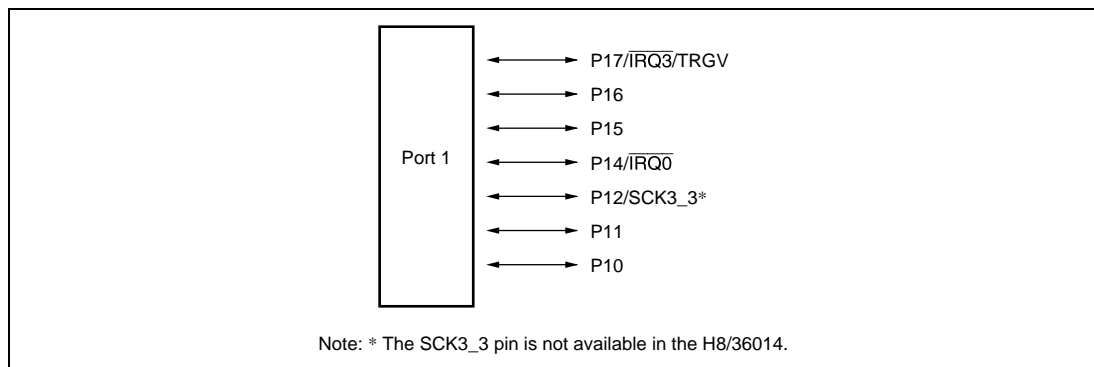 Port 1
P17/IRQ3/TRGV
P16
P15
P14/IRQ0
P12/SCK3_3*
P11
P10
Note: * The SCK3_3 pin is not available in the H8/36014.